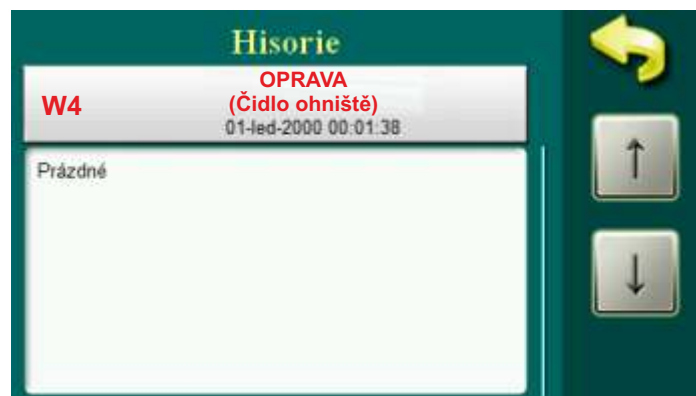 Hisorie
W4
OPRAVA
(Čidlo ohniště)
01-led-2000 00:01:38
Prázdné